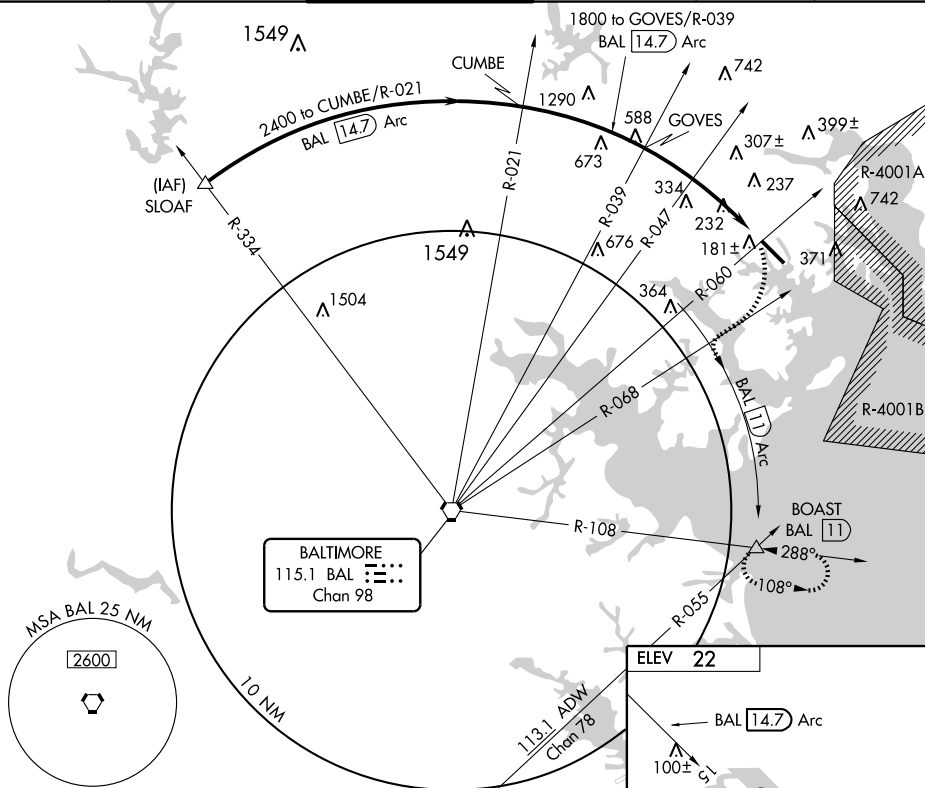 1800 to GOVES/R-039
BAL 14.7 Arc
1549
CUMBE
742
2400 to CUMBE/R-021
BAL 14.7 Arc
1290
588
GOVES
673
307±
399±
R-4001A
(IAF)
SLOAF
R-021
R-039
R-047
334
237
232
742
R-334
1549
676
181±
371
R-060
1504
364
R-068
BAL 11 Arc
R-4001B
BOAST
BAL 11
R-108
288°
108°
BALTIMORE
115.1 BAL
Chan 98
R-055
MSA BAL 25 NM
2600
ELEV 22
10 NM
113.1 ADW
Chan 78
BAL 14.7 Arc
100±
15